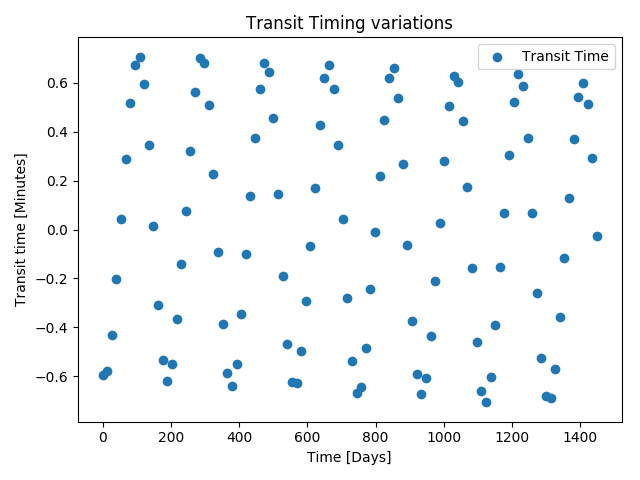 Transit Timing variations
Transit Time
0.6
0.4
0.2
0.0
−0.2
−0.4
−0.6
Transit time [Minutes]
0 200 400 600 800 1000 1200 1400
Time [Days]